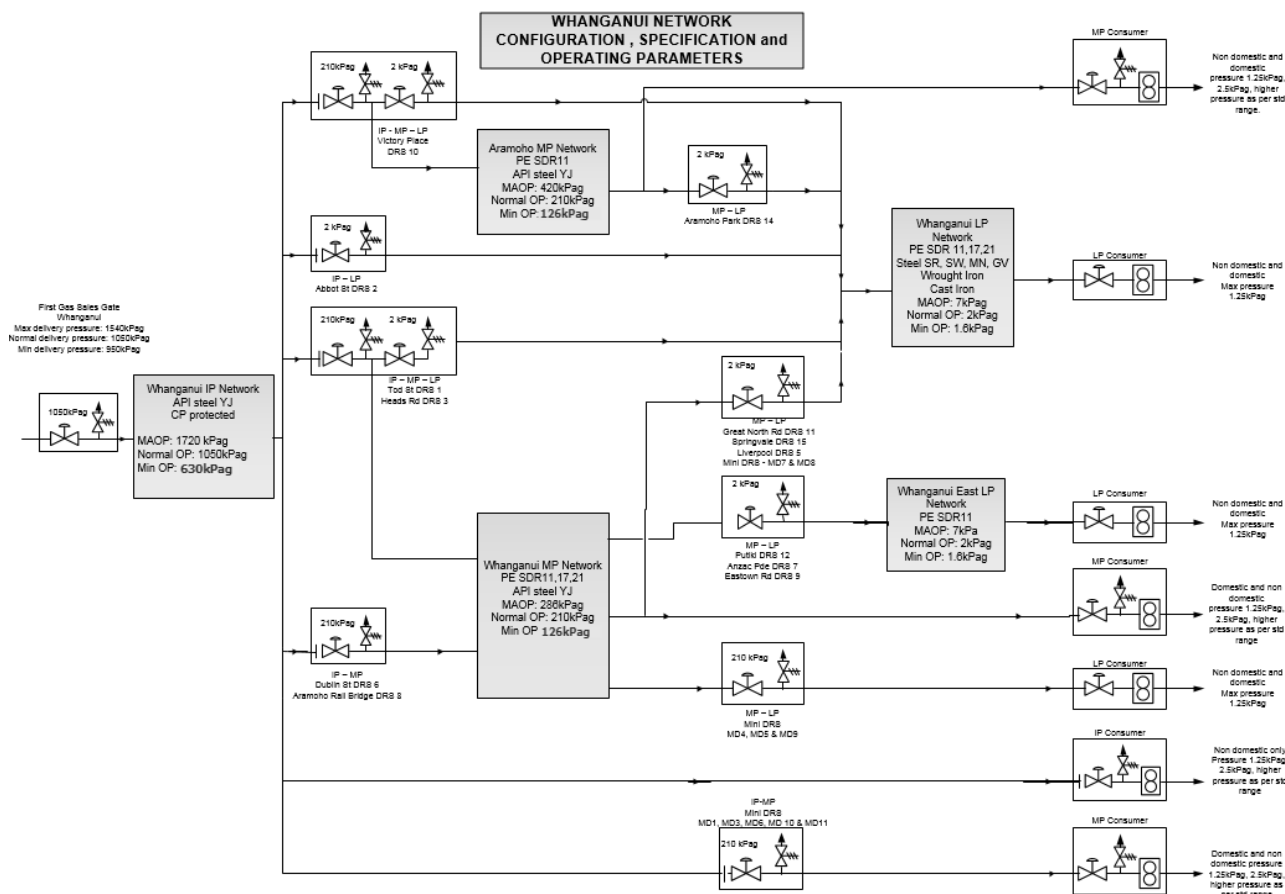 WHANGANUI NETWORK
CONFIGURATION , SPECIFICATION and
OPERATING PARAMETERS
210kPag
2 kPag
IP - MP – LP
Victory Place
DRS 10
MP Consumer
Non domestic and
domestic
pressure 1.25kPag,
2.5kPag, higher
pressure as per std
range.
Aramoho MP Network
PE SDR11
API steel YJ
MAOP: 420kPag
Normal OP: 210kPag
Min OP: 126kPag
2 kPag
MP – LP
Aramoho Park DRS 14
2 kPag
IP – LP
Abbot St DRS 2
Whanganui LP
Network
PE SDR 11,17,21
Steel SR, SW, MN, GV
Wrought Iron
Cast Iron
MAOP: 7kPag
Normal OP: 2kPag
Min OP: 1.6kPag
LP Consumer
Non domestic and
domestic
Max pressure
1.25kPag
First Gas Sales Gate
Whanganui
Max delivery pressure: 1540kPag
Normal delivery pressure: 1050kPag
Min delivery pressure: 950kPag
1050kPag
Whanganui IP Network
API steel YJ
CP protected
MAOP: 1720 kPag
Normal OP: 1050kPag
Min OP: 630kPag
210kPag
2 kPag
IP – MP – LP
Tod St DRS 1
Heads Rd DRS 3
2 kPag
MP – LP
Great North Rd DRS 11
Springvale DRS 15
Liverpool DRS 5
Mini DRS - MD7 & MD8
2 kPag
MP – LP
Putiki DRS 12
Anzac Pde DRS 7
Eastown Rd DRS 9
Whanganui East LP
Network
PE SDR11
MAOP: 7kPa
Normal OP: 2kPag
Min OP: 1.6kPag
LP Consumer
Non domestic and
domestic
Max pressure
1.25kPag
Whanganui MP Network
PE SDR11,17,21
API steel YJ
MAOP: 286kPag
Normal OP: 210kPag
Min OP 126kPag
MP Consumer
Domestic and non
domestic
pressure 1.25kPag,
2.5kPag, higher
pressure as per std
range
210kPag
IP – MP
Dublin St DRS 6
Aramoho Rail Bridge DRS 8
210 kPag
MP – LP
Mini DRS
MD4, MD5 & MD9
LP Consumer
Non domestic and
domestic
Max pressure
1.25kPag
IP Consumer
Non domestic only
Pressure 1.25kPag,
2.5kPag, higher
pressure as per std
range
IP-MP
Mini DRS
MD1, MD3, MD6, MD 10 & MD11
210 kPag
MP Consumer
Domestic and non
domestic pressure
1.25kPag, 2.5kPag,
higher pressure as
per std range